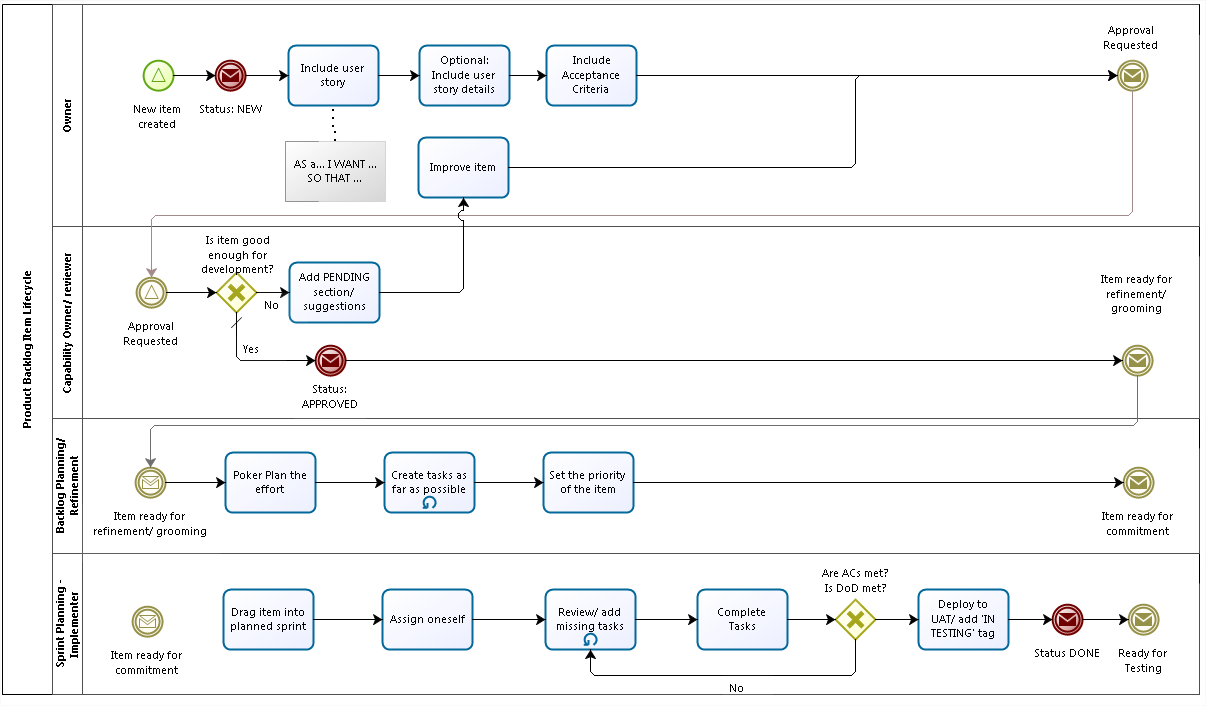 Product Backlog Item Lifecycle
Owner
New item
created
Status: NEW
Include user
story
AS a... I WANT ...
SO THAT ...
Optional:
Include user
story details
Include
Acceptance
Criteria
Improve item
Approval
Requested
Capability Owner/ reviewer
Approval
Requested
Is item good
enough for
development?
No
Yes
Add PENDING
section/
suggestions
Status:
APPROVED
Item ready for
refinement/
grooming
Backlog Planning/
Refinement
Item ready for
refinement/ grooming
Poker Plan the
effort
Create tasks as
far as possible
Set the priority
of the item
Item ready for
commitment
Sprint Planning -
Implementer
Item ready for
commitment
Drag item into
planned sprint
Assign oneself
Review/ add
missing tasks
Complete
Tasks
Are ACs met?
Is DoD met?
No
Deploy to
UAT/ add 'IN
TESTING' tag
Status DONE
Ready for
Testing